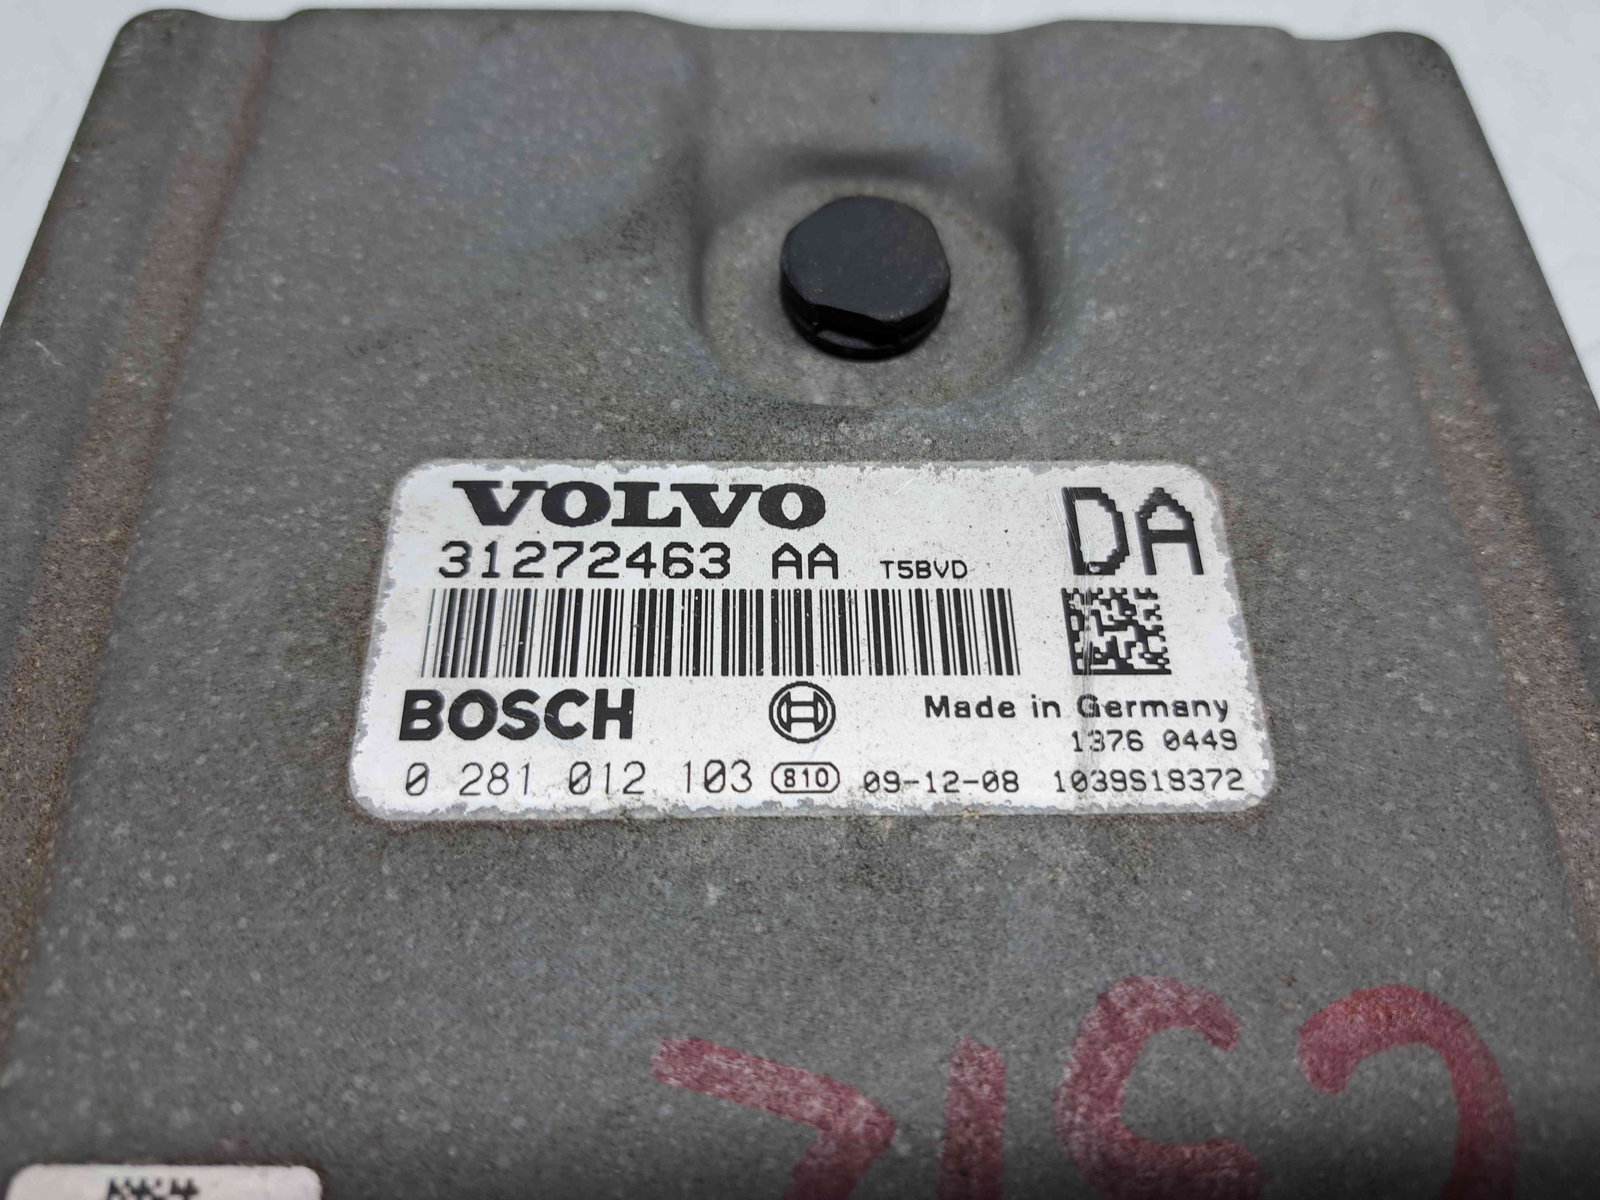 VOLVO
DA
31272463 AA T5BVD
BOSCH
Made in Germany
1376 0449
0 281 012 103 810 09-12-08 1039S19372